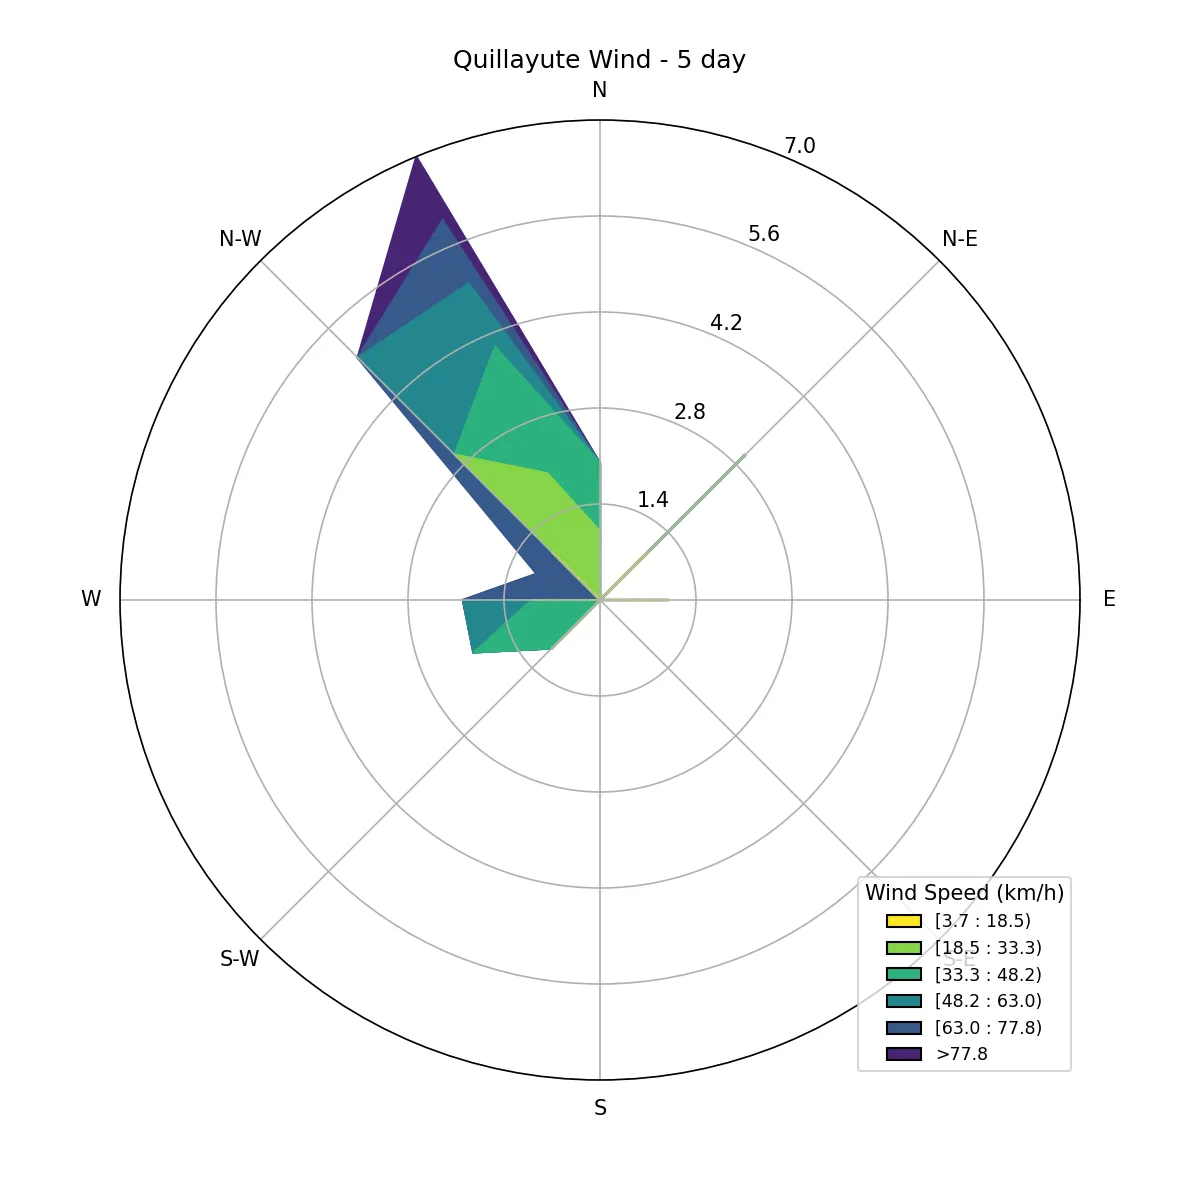 Quillayute Wind - 5 day
N
7.0
N-W
N-E
5.6
4.2
2.8
1.4
W
E
Wind Speed (km/h)
[3.7 : 18.5)
[18.5 : 33.3)
S-W
S-E
[33.3 : 48.2)
[48.2 : 63.0)
[63.0 : 77.8)
>77.8
S